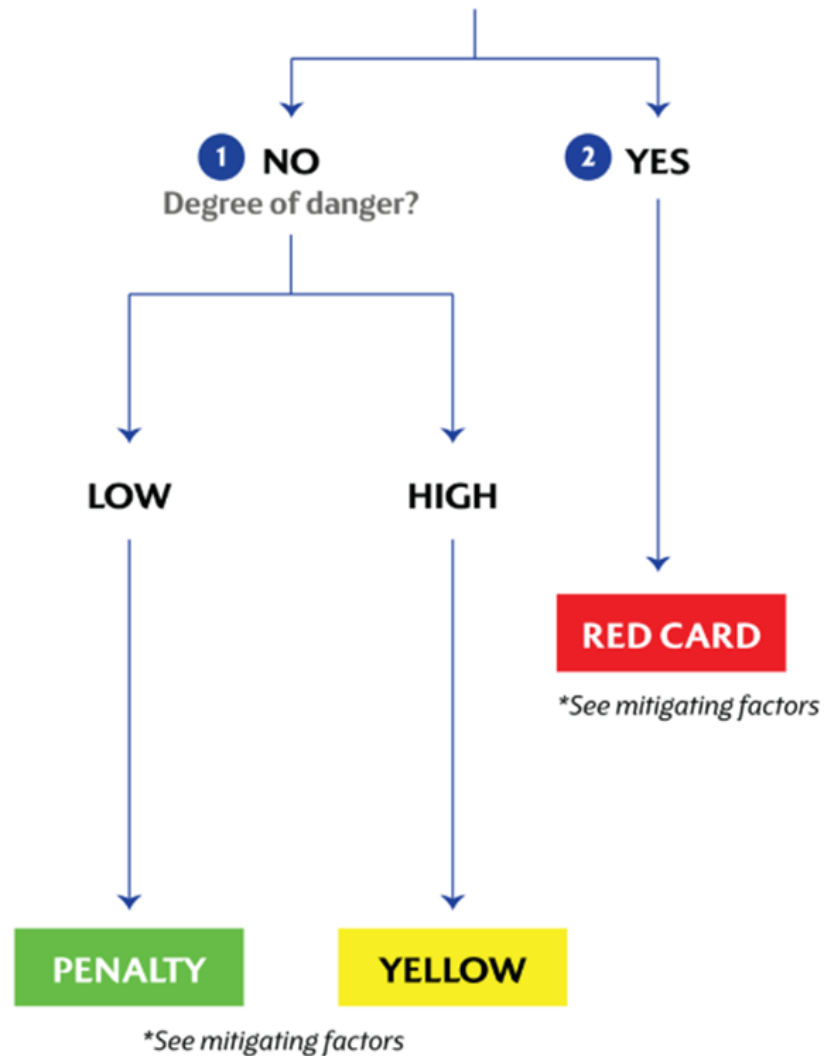 1 NO
Degree of danger?
2 YES
LOW
HIGH
RED CARD
*See mitigating factors
PENALTY
YELLOW
*See mitigating factors